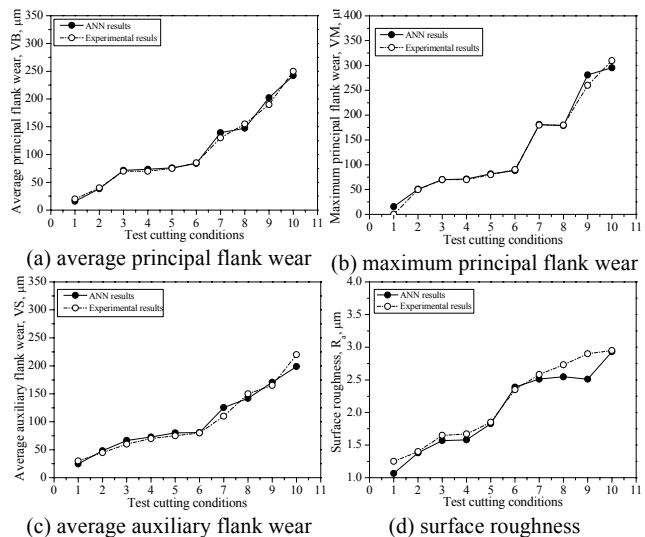 350
300
250
200
150
100
50
0
ANN results
Experimental resuls
Average principal flank wear, VB, μm
0 1 2 3 4 5 6 7 8 9 10 11
Test cutting conditions
(a) average principal flank wear
400
350
300
250
200
150
100
50
0
ANN resuls
Experimental results
Maximum principal flank wear, VM, μ
0 1 2 3 4 5 6 7 8 9 10 11
Test cutting conditions
(b) maximum principal flank wear
350
300
250
200
150
100
50
0
ANN results
Experimental results
Average auxiliary flank wear, VS, μm
0 1 2 3 4 5 6 7 8 9 10 11
Test cutting conditions
(c) average auxiliary flank wear
4.0
3.5
3.0
2.5
2.0
1.5
1.0
ANN results
Experimental resuls
Surface roughness, Ra, μm
0 1 2 3 4 5 6 7 8 9 10 11
Test cutting conditions
(d) surface roughness